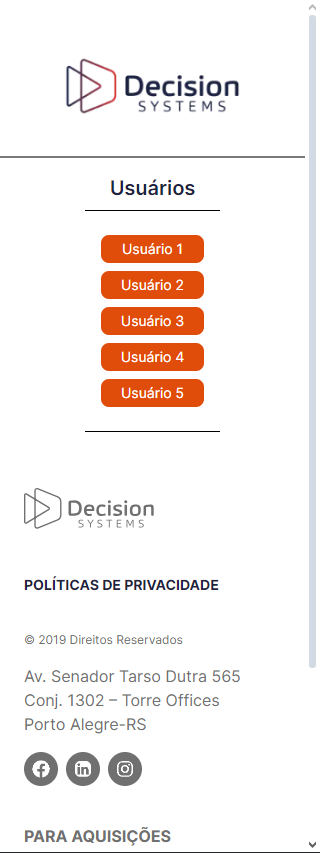 Decision
SYSTEMS
Usuários
Usuário 1
Usuário 2
Usuário 3
Usuário 4
Usuário 5
Decision
SYSTEMS
POLÍTICAS DE PRIVACIDADE
© 2019 Direitos Reservados
Av. Senador Tarso Dutra 565
Conj. 1302 – Torre Offices
Porto Alegre-RS
PARA AQUISIÇÕES